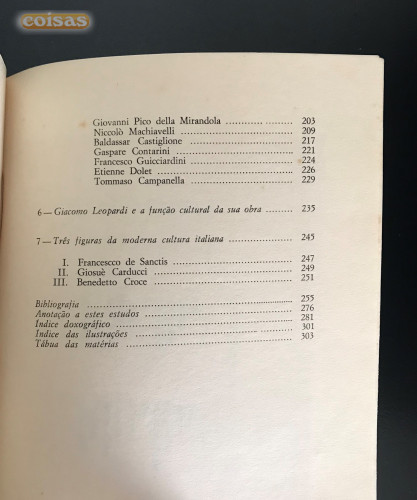 coisas
Giovanni Pico della Mirandola ........................ 203
Niccolò Machiavelli ........................ 209
Baldassar Castiglione ........................ 217
Gaspare Contarini ........................ 221
Francesco Guicciardini ........................ 224
Etienne Dolet ........................ 226
Tommaso Campanella ........................ 229
6 — Giacomo Leopardi e a função cultural da sua obra ........ 235
7 — Três figuras da moderna cultura italiana ........................ 245
I. Francescco de Sanctis ........................ 247
II. Giosuè Carducci ........................ 249
III. Benedetto Croce ........................ 251
Bibliografia ........................ 255
Anotação a estes estudos ........................ 276
Índice doxográfico ........................ 281
Índice das ilustrações ........................ 301
Tábua das matérias ........................ 303